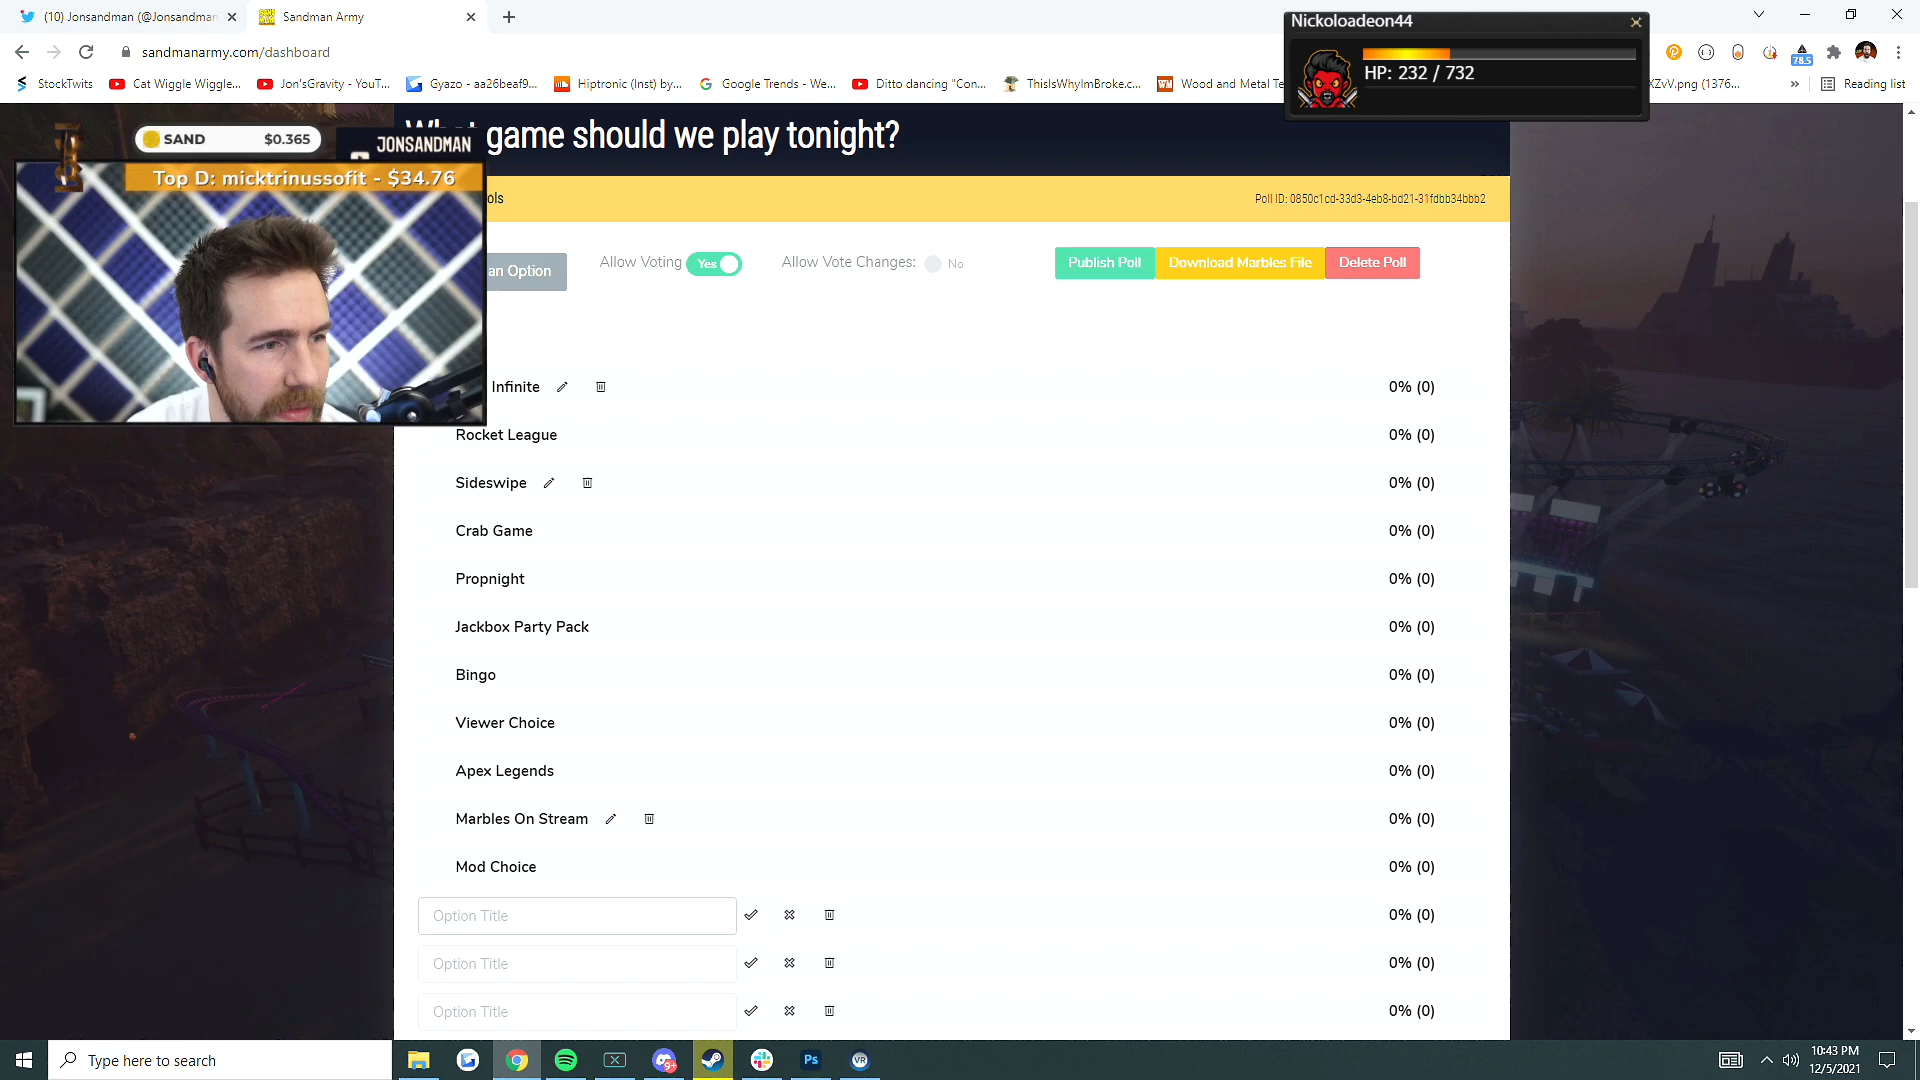 (10) Jonsandman (@Jonsandman
Sandman Army
Nickoloadeon44
HP: 232 / 732
sandmanarmy.com/dashboard
78.5
StockTwits
Cat Wiggle Wiggle...
Jon'sGravity - YouT...
Gyazo - aa26beaf9...
Hiptronic (Inst) by...
Google Trends - We...
Ditto dancing "Con...
ThisIsWhyImBroke.c...
Wood and Metal Te
XZvV.png (1376...
»
Reading list
What game should we play tonight?
SAND $0.365
JONSANDMAN
Top D: micktrinussofit - $34.76
ols
Poll ID: 0850c1cd-33d3-4eb8-bd21-31fdbb34bbb2
an Option
Allow Voting Yes
Allow Vote Changes: No
Publish Poll
Download Marbles File
Delete Poll
Infinite 0% (0)
Rocket League 0% (0)
Sideswipe 0% (0)
Crab Game 0% (0)
Propnight 0% (0)
Jackbox Party Pack 0% (0)
Bingo 0% (0)
Viewer Choice 0% (0)
Apex Legends 0% (0)
Marbles On Stream 0% (0)
Mod Choice 0% (0)
Option Title 0% (0)
Option Title 0% (0)
Option Title 0% (0)
Type here to search
9+
Ps
VR
10:43 PM
12/5/2021